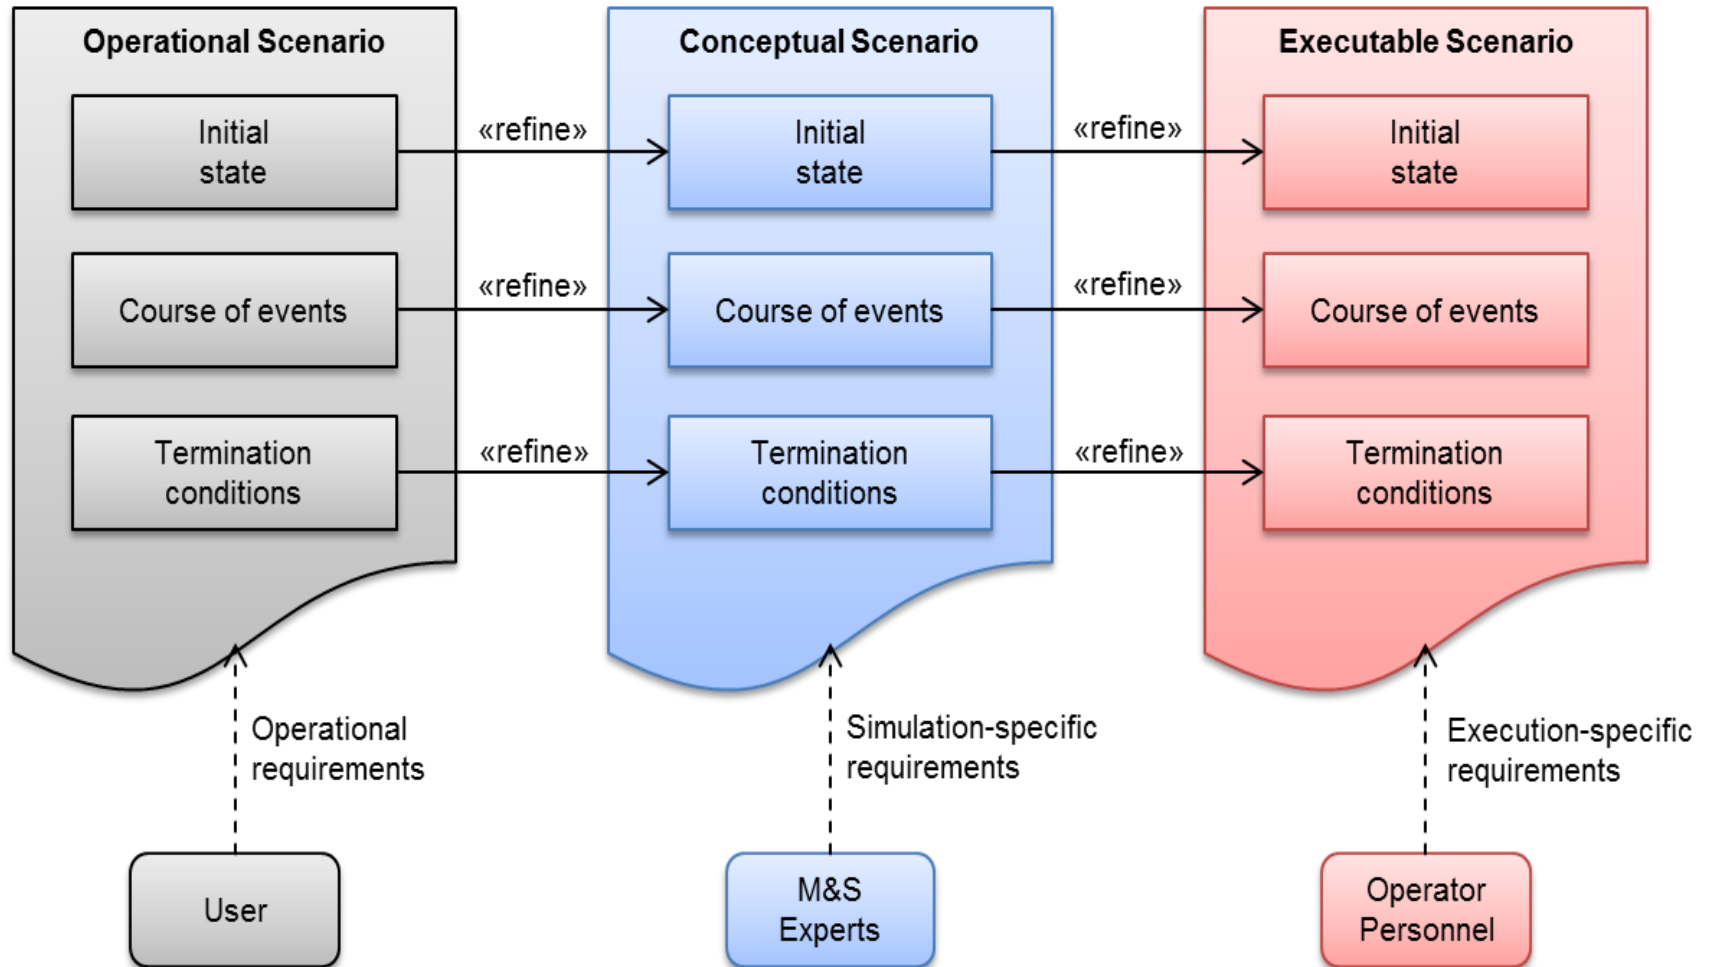 Operational Scenario
Conceptual Scenario
Executable Scenario
Initial
state
«refine»
Initial
state
«refine»
Initial
state
Course of events
«refine»
Course of events
«refine»
Course of events
Termination
conditions
«refine»
Termination
conditions
«refine»
Termination
conditions
Operational
requirements
Simulation-specific
requirements
Execution-specific
requirements
User
M&S
Experts
Operator
Personnel